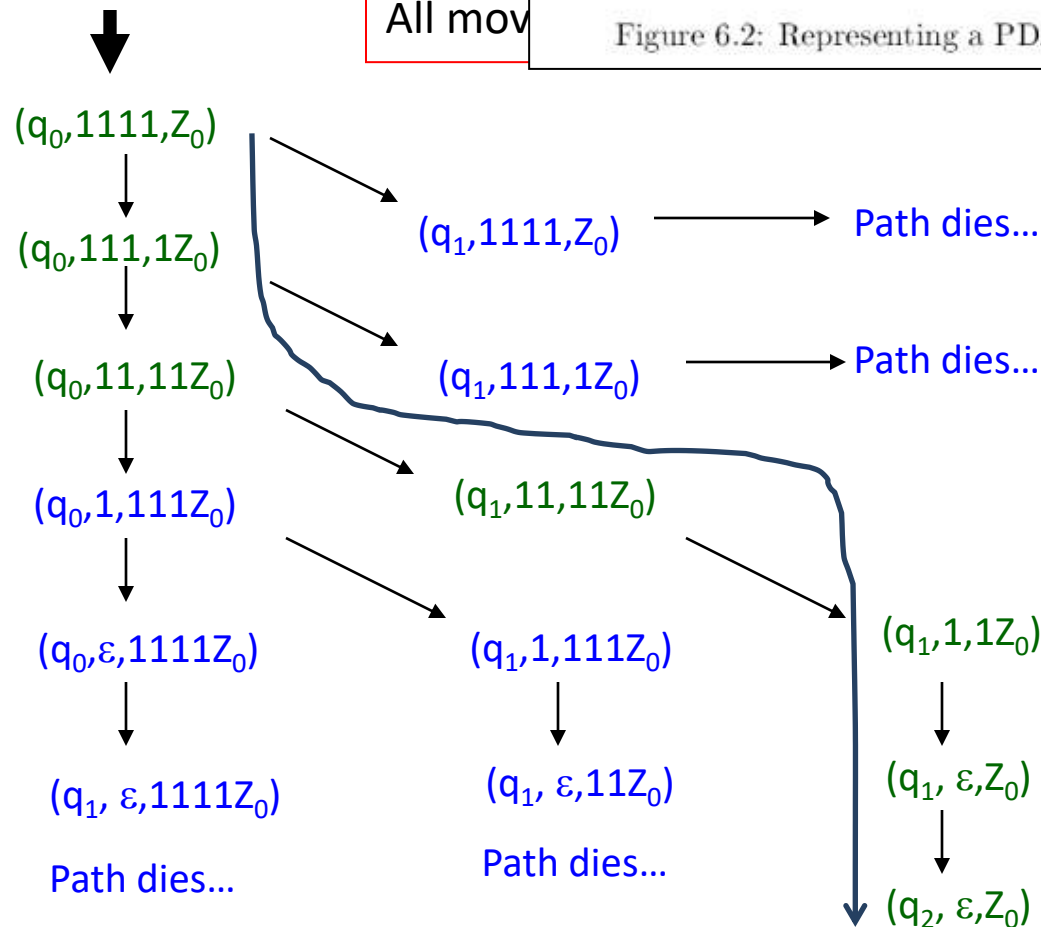 All mov
Figure 6.2: Representing a PD
(q₀,1111,Z₀)
(q₁,1111,Z₀)
Path dies…
(q₀,111,1Z₀)
(q₁,111,1Z₀)
Path dies…
(q₀,11,11Z₀)
(q₁,11,11Z₀)
(q₀,1,111Z₀)
(q₀,ε,1111Z₀)
(q₁,1,111Z₀)
(q₁,1,1Z₀)
(q₁, ε,1111Z₀)
(q₁, ε,11Z₀)
(q₁, ε,Z₀)
Path dies…
Path dies…
(q₂, ε,Z₀)